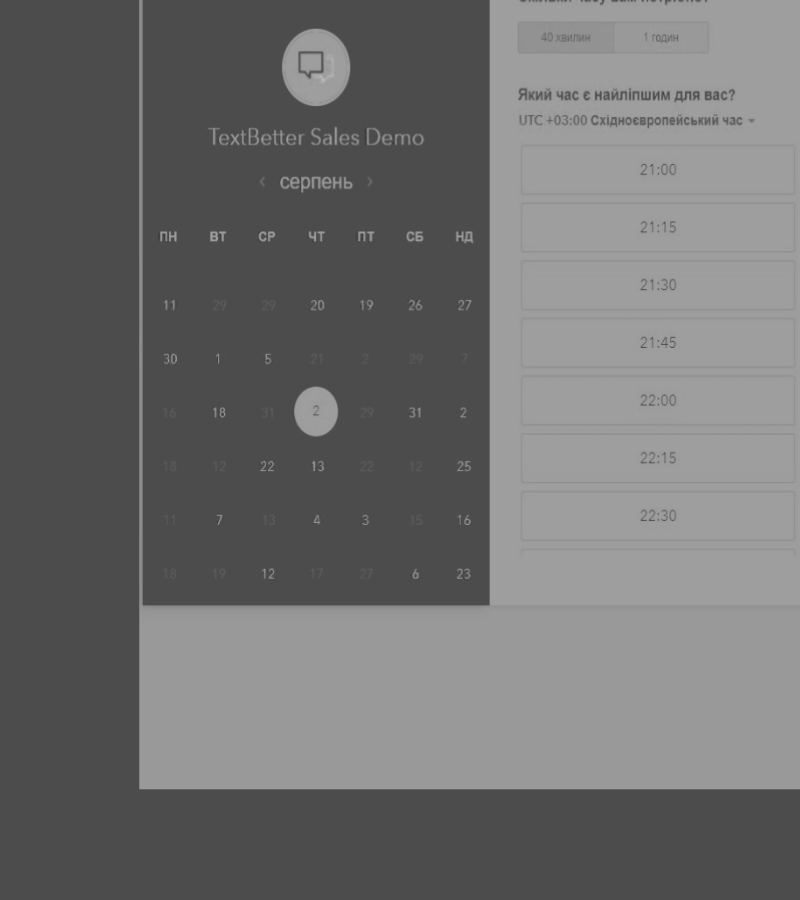 40 хвилин 1 годин
Який час є найліпшим для вас?
UTC +03:00 Східноєвропейський час
21:00
21:15
21:30
21:45
22:00
22:15
22:30
TextBetter Sales Demo
серпень
ПН ВТ СР ЧТ ПТ СБ НД
11 29 29 20 19 26 27
30 1 5 21 2 29 7
16 18 31 2 29 31 2
18 12 22 13 22 12 25
11 7 13 4 3 15 16
18 19 12 17 27 6 23